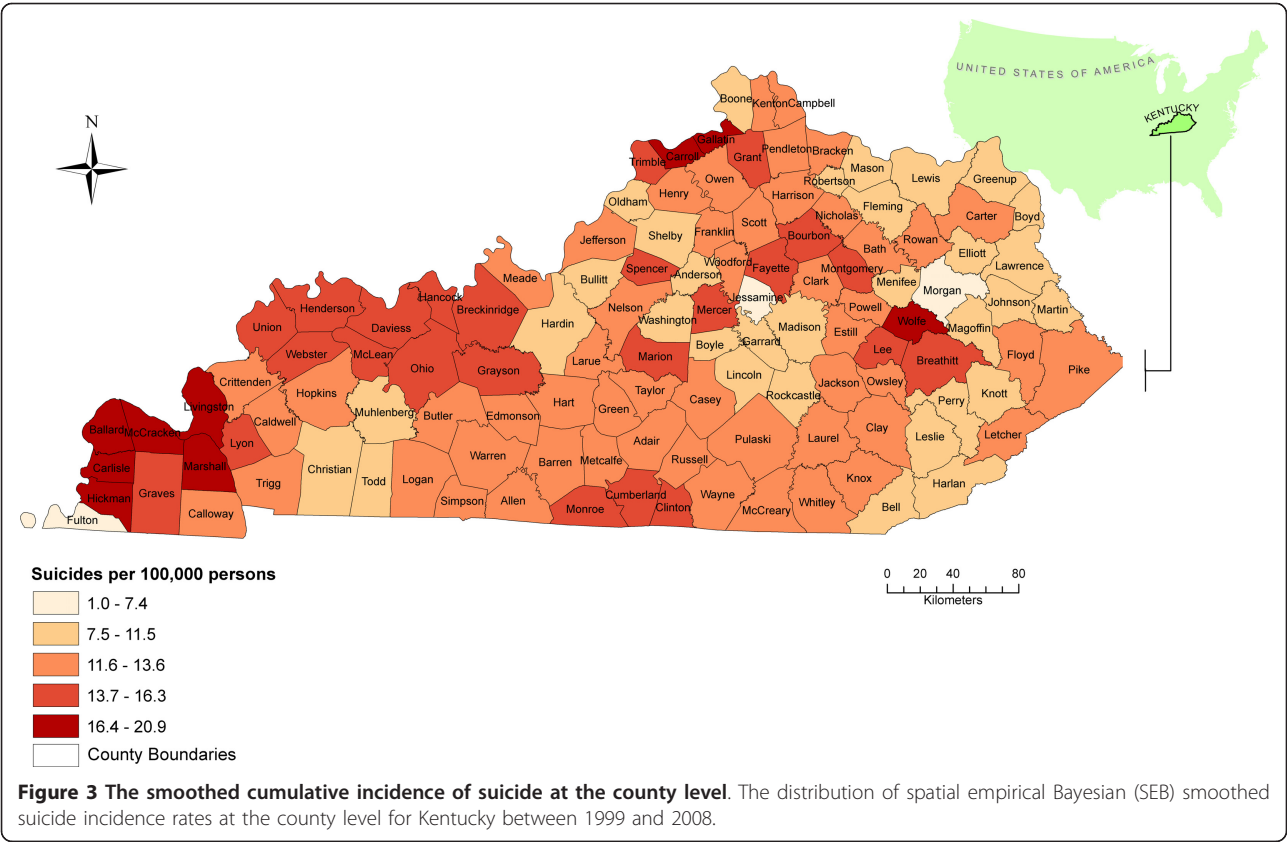 UNITED STATES OF AMERICA
KENTUCKY
N
Boone
Kenton
Campbell
Gallatin
Carroll
Trimble
Grant
Pendleton
Bracken
Mason
Lewis
Greenup
Owen
Robertson
Henry
Harrison
Fleming
Oldham
Nicholas
Carter
Boyd
Scott
Franklin
Shelby
Jefferson
Bourbon
Rowan
Bath
Elliott
Woodford
Fayette
Montgomery
Lawrence
Spencer
Anderson
Meade
Bullitt
Clark
Menifee
Morgan
Jessamine
Hancock
Henderson
Breckinridge
Nelson
Mercer
Powell
Johnson
Martin
Union
Daviess
Hardin
Washington
Madison
Estill
Wolfe
Magoffin
Boyle
Garrard
Webster
McLean
Larue
Marion
Lee
Floyd
Breathitt
Ohio
Grayson
Pike
Lincoln
Crittenden
Jackson
Owsley
Hopkins
Taylor
Rockcastle
Knott
Perry
Livingston
Muhlenberg
Butler
Edmonson
Hart
Green
Casey
Caldwell
Ballard
McCracken
Clay
Letcher
Lyon
Adair
Pulaski
Laurel
Leslie
Warren
Barren
Metcalfe
Russell
Carlisle
Marshall
Christian
Todd
Logan
Trigg
Knox
Harlan
Hickman
Graves
Simpson
Allen
Cumberland
Wayne
Whitley
Monroe
Clinton
McCreary
Bell
Calloway
Fulton
Suicides per 100,000 persons
1.0 - 7.4
7.5 - 11.5
11.6 - 13.6
13.7 - 16.3
16.4 - 20.9
County Boundaries
0 20 40 80
Kilometers
Figure 3 The smoothed cumulative incidence of suicide at the county level. The distribution of spatial empirical Bayesian (SEB) smoothed
suicide incidence rates at the county level for Kentucky between 1999 and 2008.